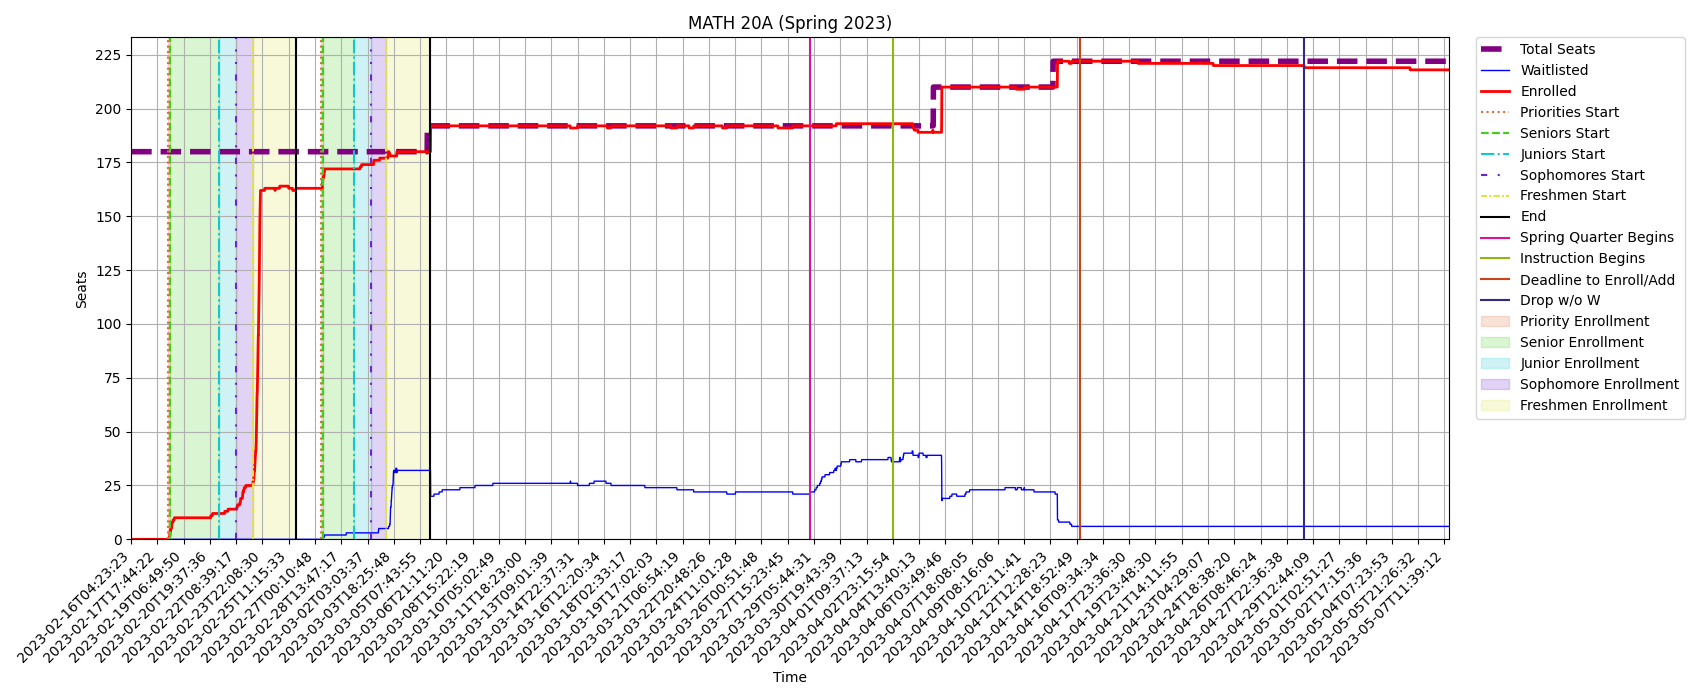 MATH 20A (Spring 2023)
Seats
225
200
175
150
125
100
75
50
25
0
2023-02-16T04:23:23
2023-02-17T17:44:22
2023-02-19T06:49:50
2023-02-20T19:37:36
2023-02-22T08:39:17
2023-02-23T22:08:30
2023-02-25T11:15:33
2023-02-27T00:10:48
2023-02-28T13:47:17
2023-03-02T03:03:37
2023-03-03T18:25:48
2023-03-05T07:43:55
2023-03-06T21:11:20
2023-03-08T11:22:19
2023-03-10T05:02:49
2023-03-11T18:23:00
2023-03-13T09:01:39
2023-03-14T22:37:31
2023-03-16T12:20:34
2023-03-18T02:33:17
2023-03-19T17:02:03
2023-03-21T06:54:19
2023-03-22T20:48:26
2023-03-24T11:01:28
2023-03-26T00:51:48
2023-03-27T15:23:45
2023-03-29T05:44:31
2023-03-30T19:43:39
2023-04-01T09:37:13
2023-04-02T23:15:54
2023-04-04T13:40:13
2023-04-06T03:49:46
2023-04-07T18:08:05
2023-04-09T08:16:06
2023-04-10T22:11:41
2023-04-12T12:28:23
2023-04-14T18:52:49
2023-04-16T09:34:34
2023-04-17T23:36:30
2023-04-19T23:48:30
2023-04-21T14:11:55
2023-04-23T04:29:07
2023-04-24T18:38:20
2023-04-26T08:46:24
2023-04-27T22:36:38
2023-04-29T12:44:09
2023-05-01T02:51:27
2023-05-02T17:15:36
2023-05-04T07:23:53
2023-05-05T21:26:32
2023-05-07T11:39:12
Time
Total Seats
Waitlisted
Enrolled
Priorities Start
Seniors Start
Juniors Start
Sophomores Start
Freshmen Start
End
Spring Quarter Begins
Instruction Begins
Deadline to Enroll/Add
Drop w/o W
Priority Enrollment
Senior Enrollment
Junior Enrollment
Sophomore Enrollment
Freshmen Enrollment